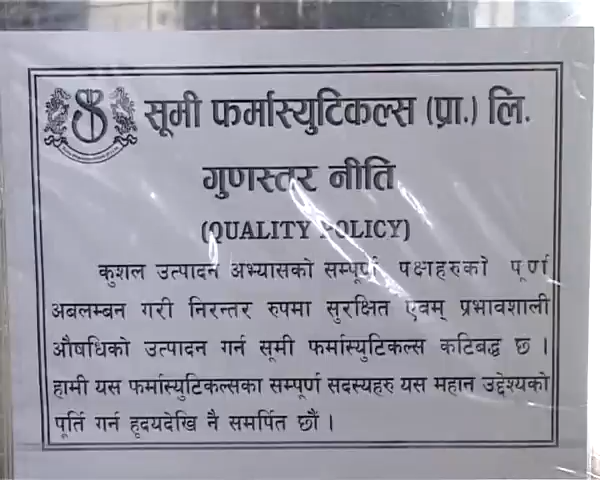 सूमी फर्मास्युटिकल्स (प्रा.) लि.
गुणस्तर नीति
(QUALITY POLICY)
कुशल उत्पादन अभ्यासको सम्पूर्ण पक्षहरुको पूर्ण
अबलम्बन गरी निरन्तर रुपमा सुरक्षित एवम् प्रभावशाली
औषधिको उत्पादन गर्न सूमी फर्मास्युटिकल्स कटिबद्ध छ ।
हामी यस फर्मास्युटिकल्सका सम्पूर्ण सदस्यहरु यस महान उद्देश्यको
पूर्ति गर्न हृदयदेखि नै समर्पित छौं ।